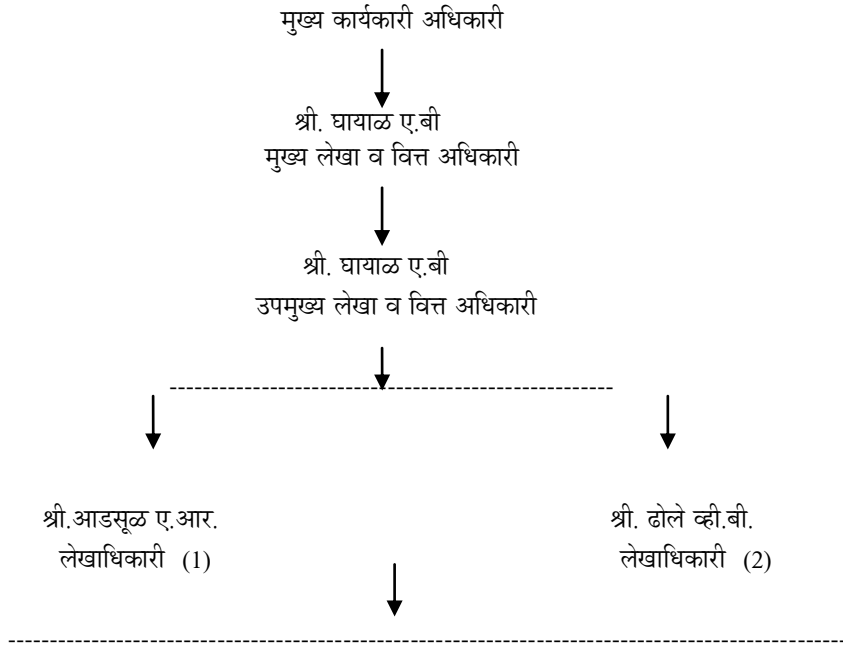 मुख्य कार्यकारी अधिकारी
श्री. घायाळ ए.बी
मुख्य लेखा व वित्त अधिकारी
श्री. घायाळ ए.बी
उपमुख्य लेखा व वित्त अधिकारी
श्री.आडसूळ ए.आर.
लेखाधिकारी (1)
श्री. ढोले व्ही.बी.
लेखाधिकारी (2)